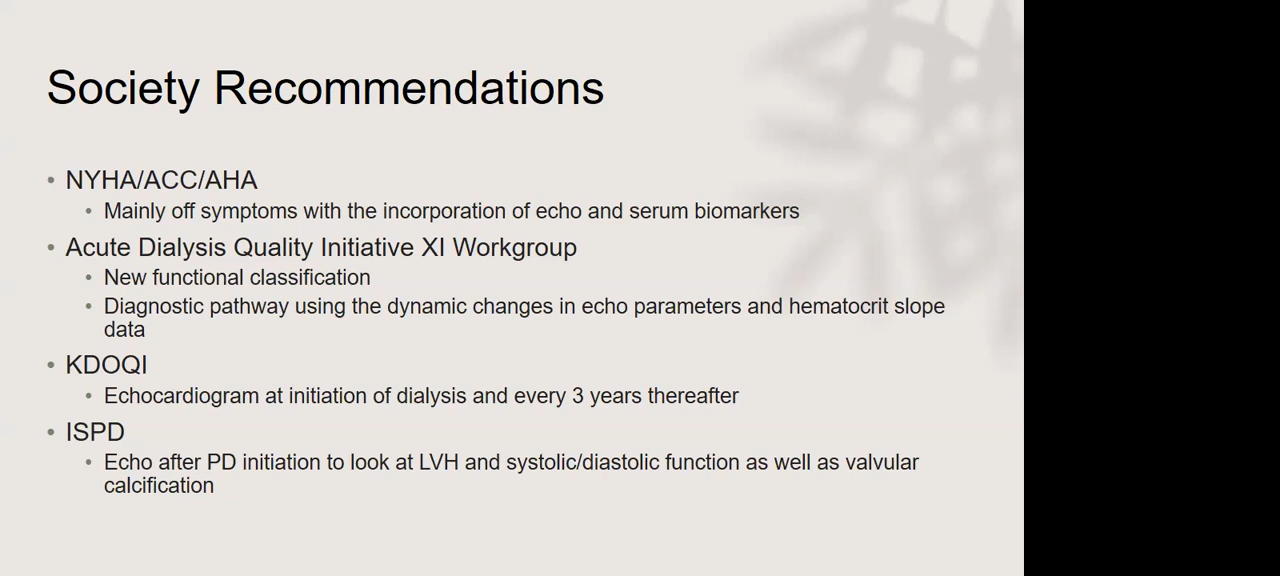 Society Recommendations
• NYHA/ACC/AHA
• Mainly off symptoms with the incorporation of echo and serum biomarkers
• Acute Dialysis Quality Initiative XI Workgroup
• New functional classification
• Diagnostic pathway using the dynamic changes in echo parameters and hematocrit slope
data
• KDOQI
• Echocardiogram at initiation of dialysis and every 3 years thereafter
• ISPD
• Echo after PD initiation to look at LVH and systolic/diastolic function as well as valvular
calcification